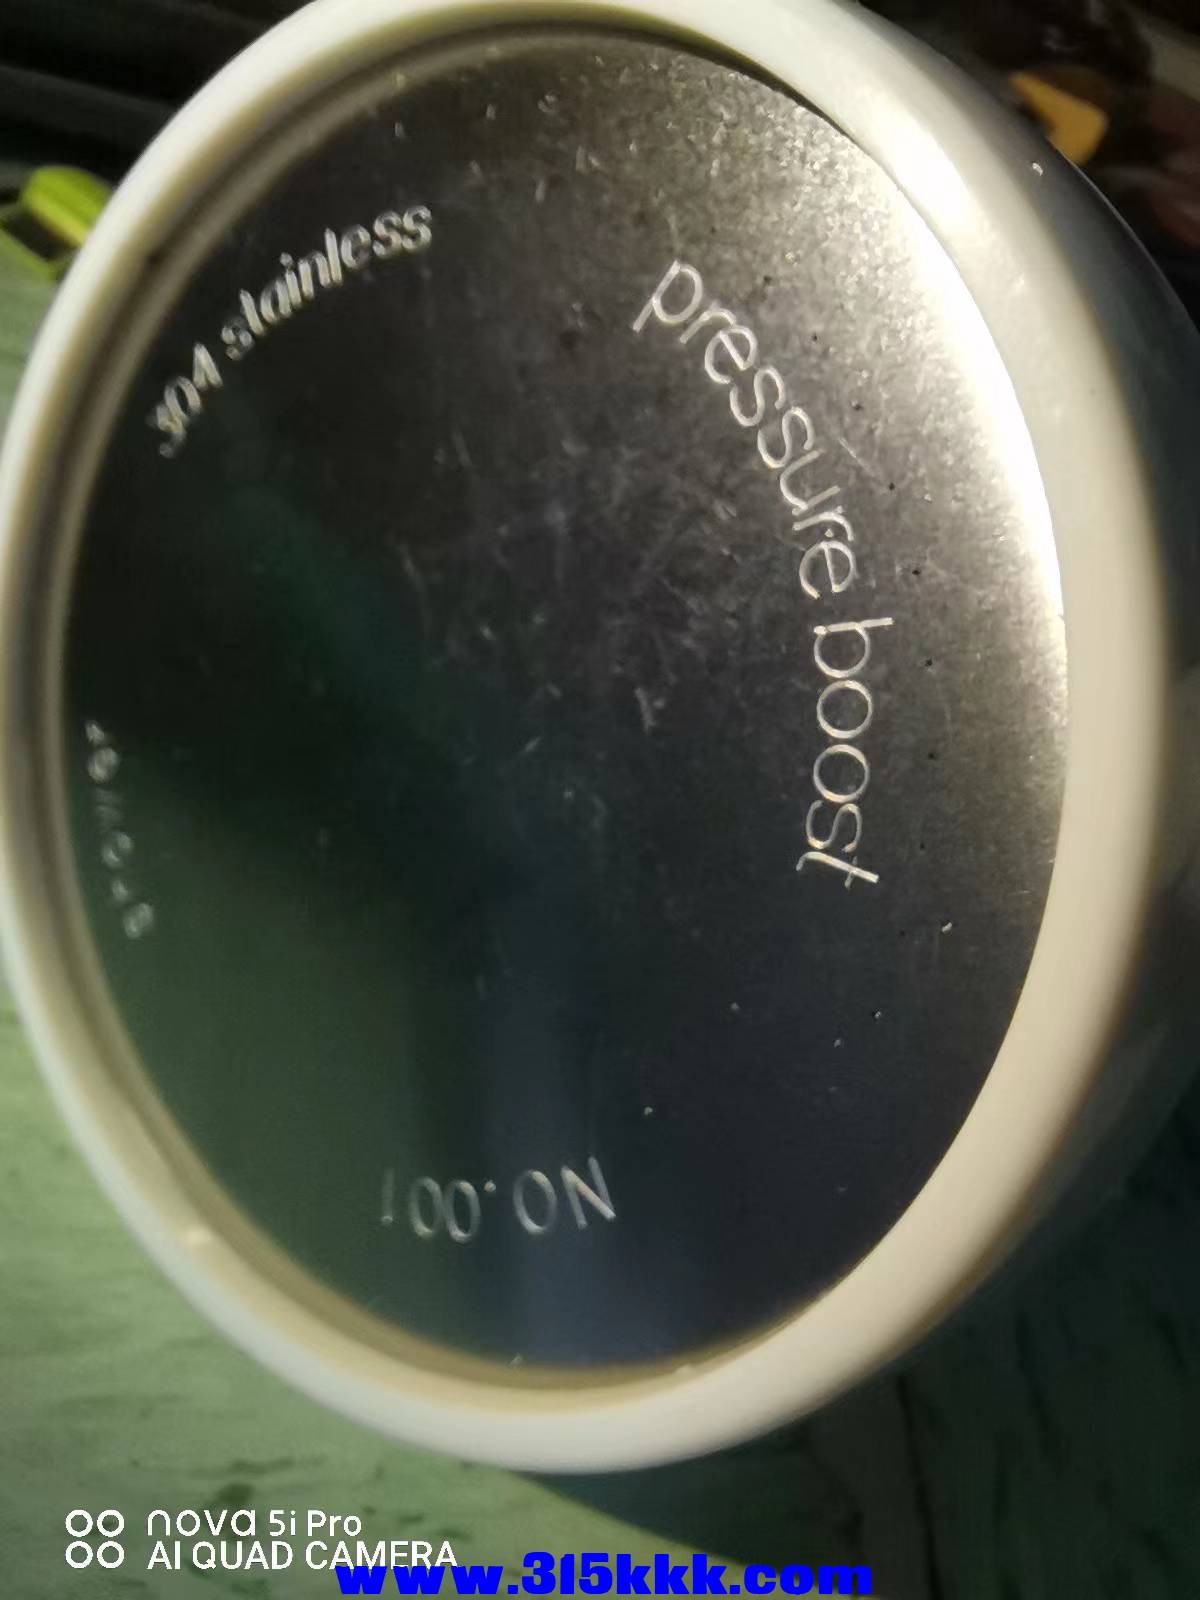 304 stainless
pressure boost
NO.001
nova 5i Pro
AI QUAD CAMERA
www.315kkk.com